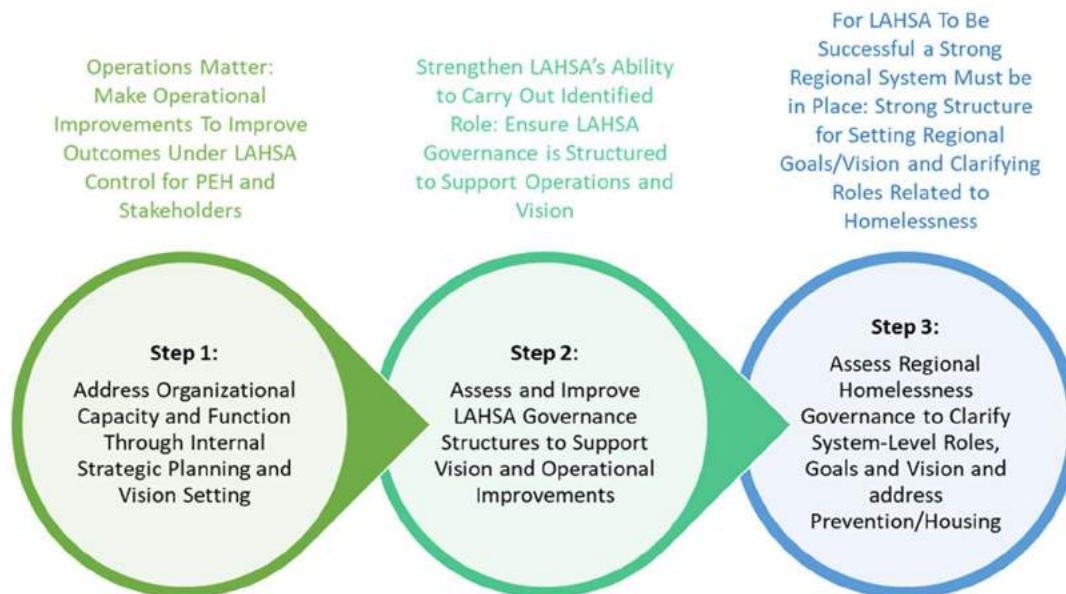 Operations Matter:
Make Operational
Improvements To Improve
Outcomes Under LAHSA
Control for PEH and
Stakeholders
Strengthen LAHSA's Ability
to Carry Out Identified
Role: Ensure LAHSA
Governance is Structured
to Support Operations and
Vision
For LAHSA To Be
Successful a Strong
Regional System Must be
in Place: Strong Structure
for Setting Regional
Goals/Vision and Clarifying
Roles Related to
Homelessness
Step 1:
Address Organizational
Capacity and Function
Through Internal
Strategic Planning and
Vision Setting
Step 2:
Assess and Improve
LAHSA Governance
Structures to Support
Vision and Operational
Improvements
Step 3:
Assess Regional
Homelessness
Governance to Clarify
System-Level Roles,
Goals and Vision and
address
Prevention/Housing